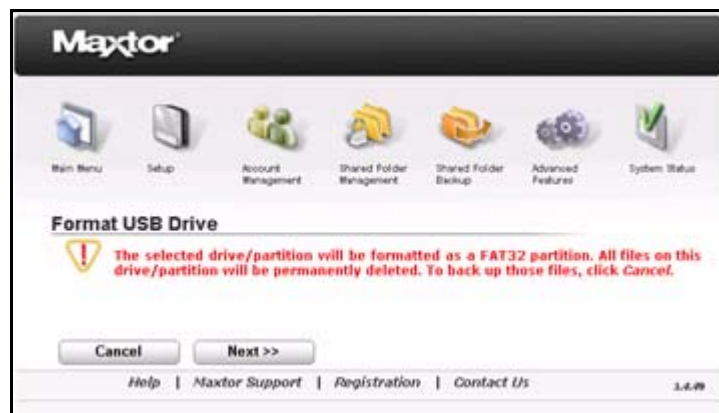 Maxtor
Main Menu
Setup
Account Management
Shared Folder Management
Shared Folder Backup
Advanced Features
System Status
Format USB Drive
The selected drive/partition will be formatted as a FAT32 partition. All files on this
drive/partition will be permanently deleted. To back up those files, click Cancel.
Cancel
Next >>
Help | Maxtor Support | Registration | Contact Us